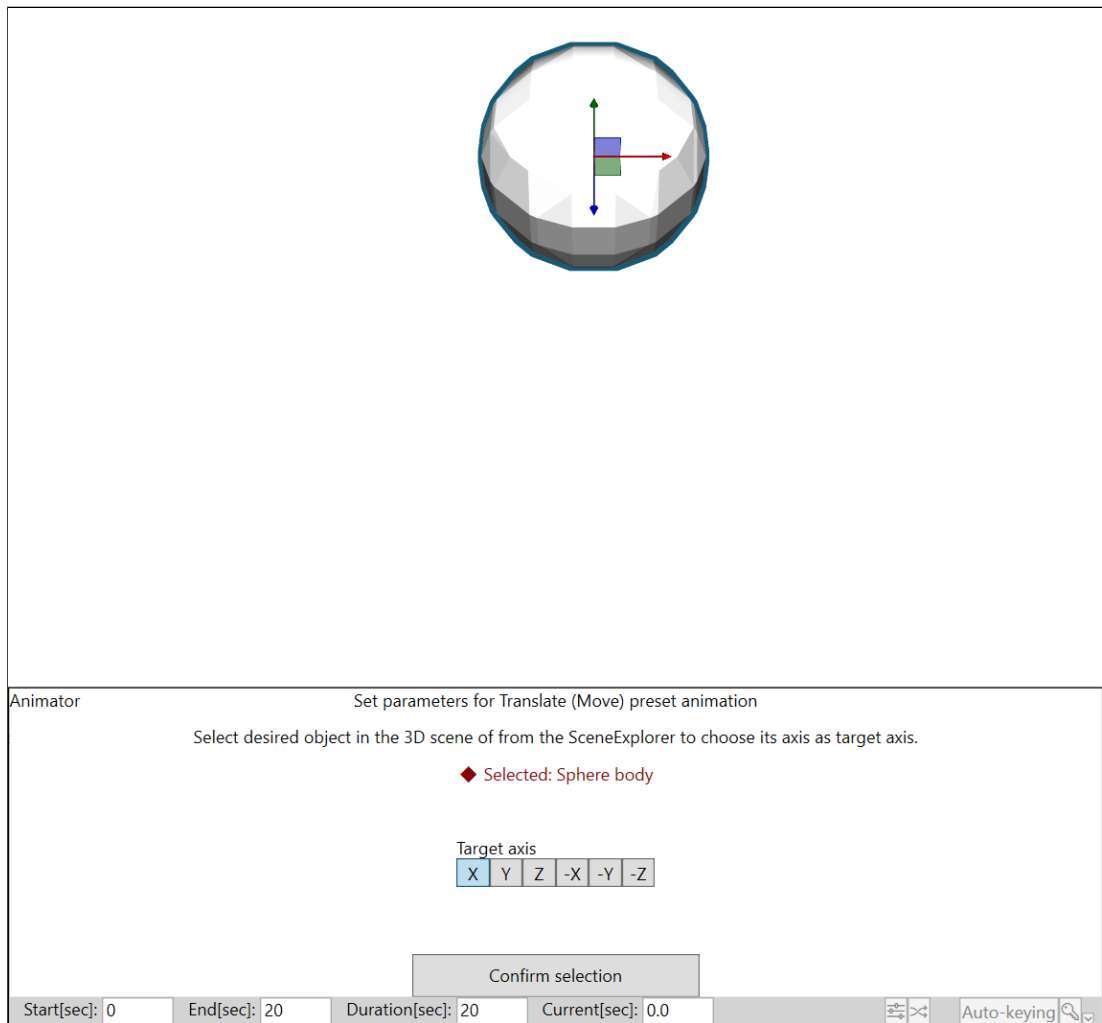 Animator Set parameters for Translate (Move) preset animation
Select desired object in the 3D scene of from the SceneExplorer to choose its axis as target axis.
Selected: Sphere body
Target axis
X Y Z -X -Y -Z
Confirm selection
Start[sec]: 0 End[sec]: 20 Duration[sec]: 20 Current[sec]: 0.0 Auto-keying